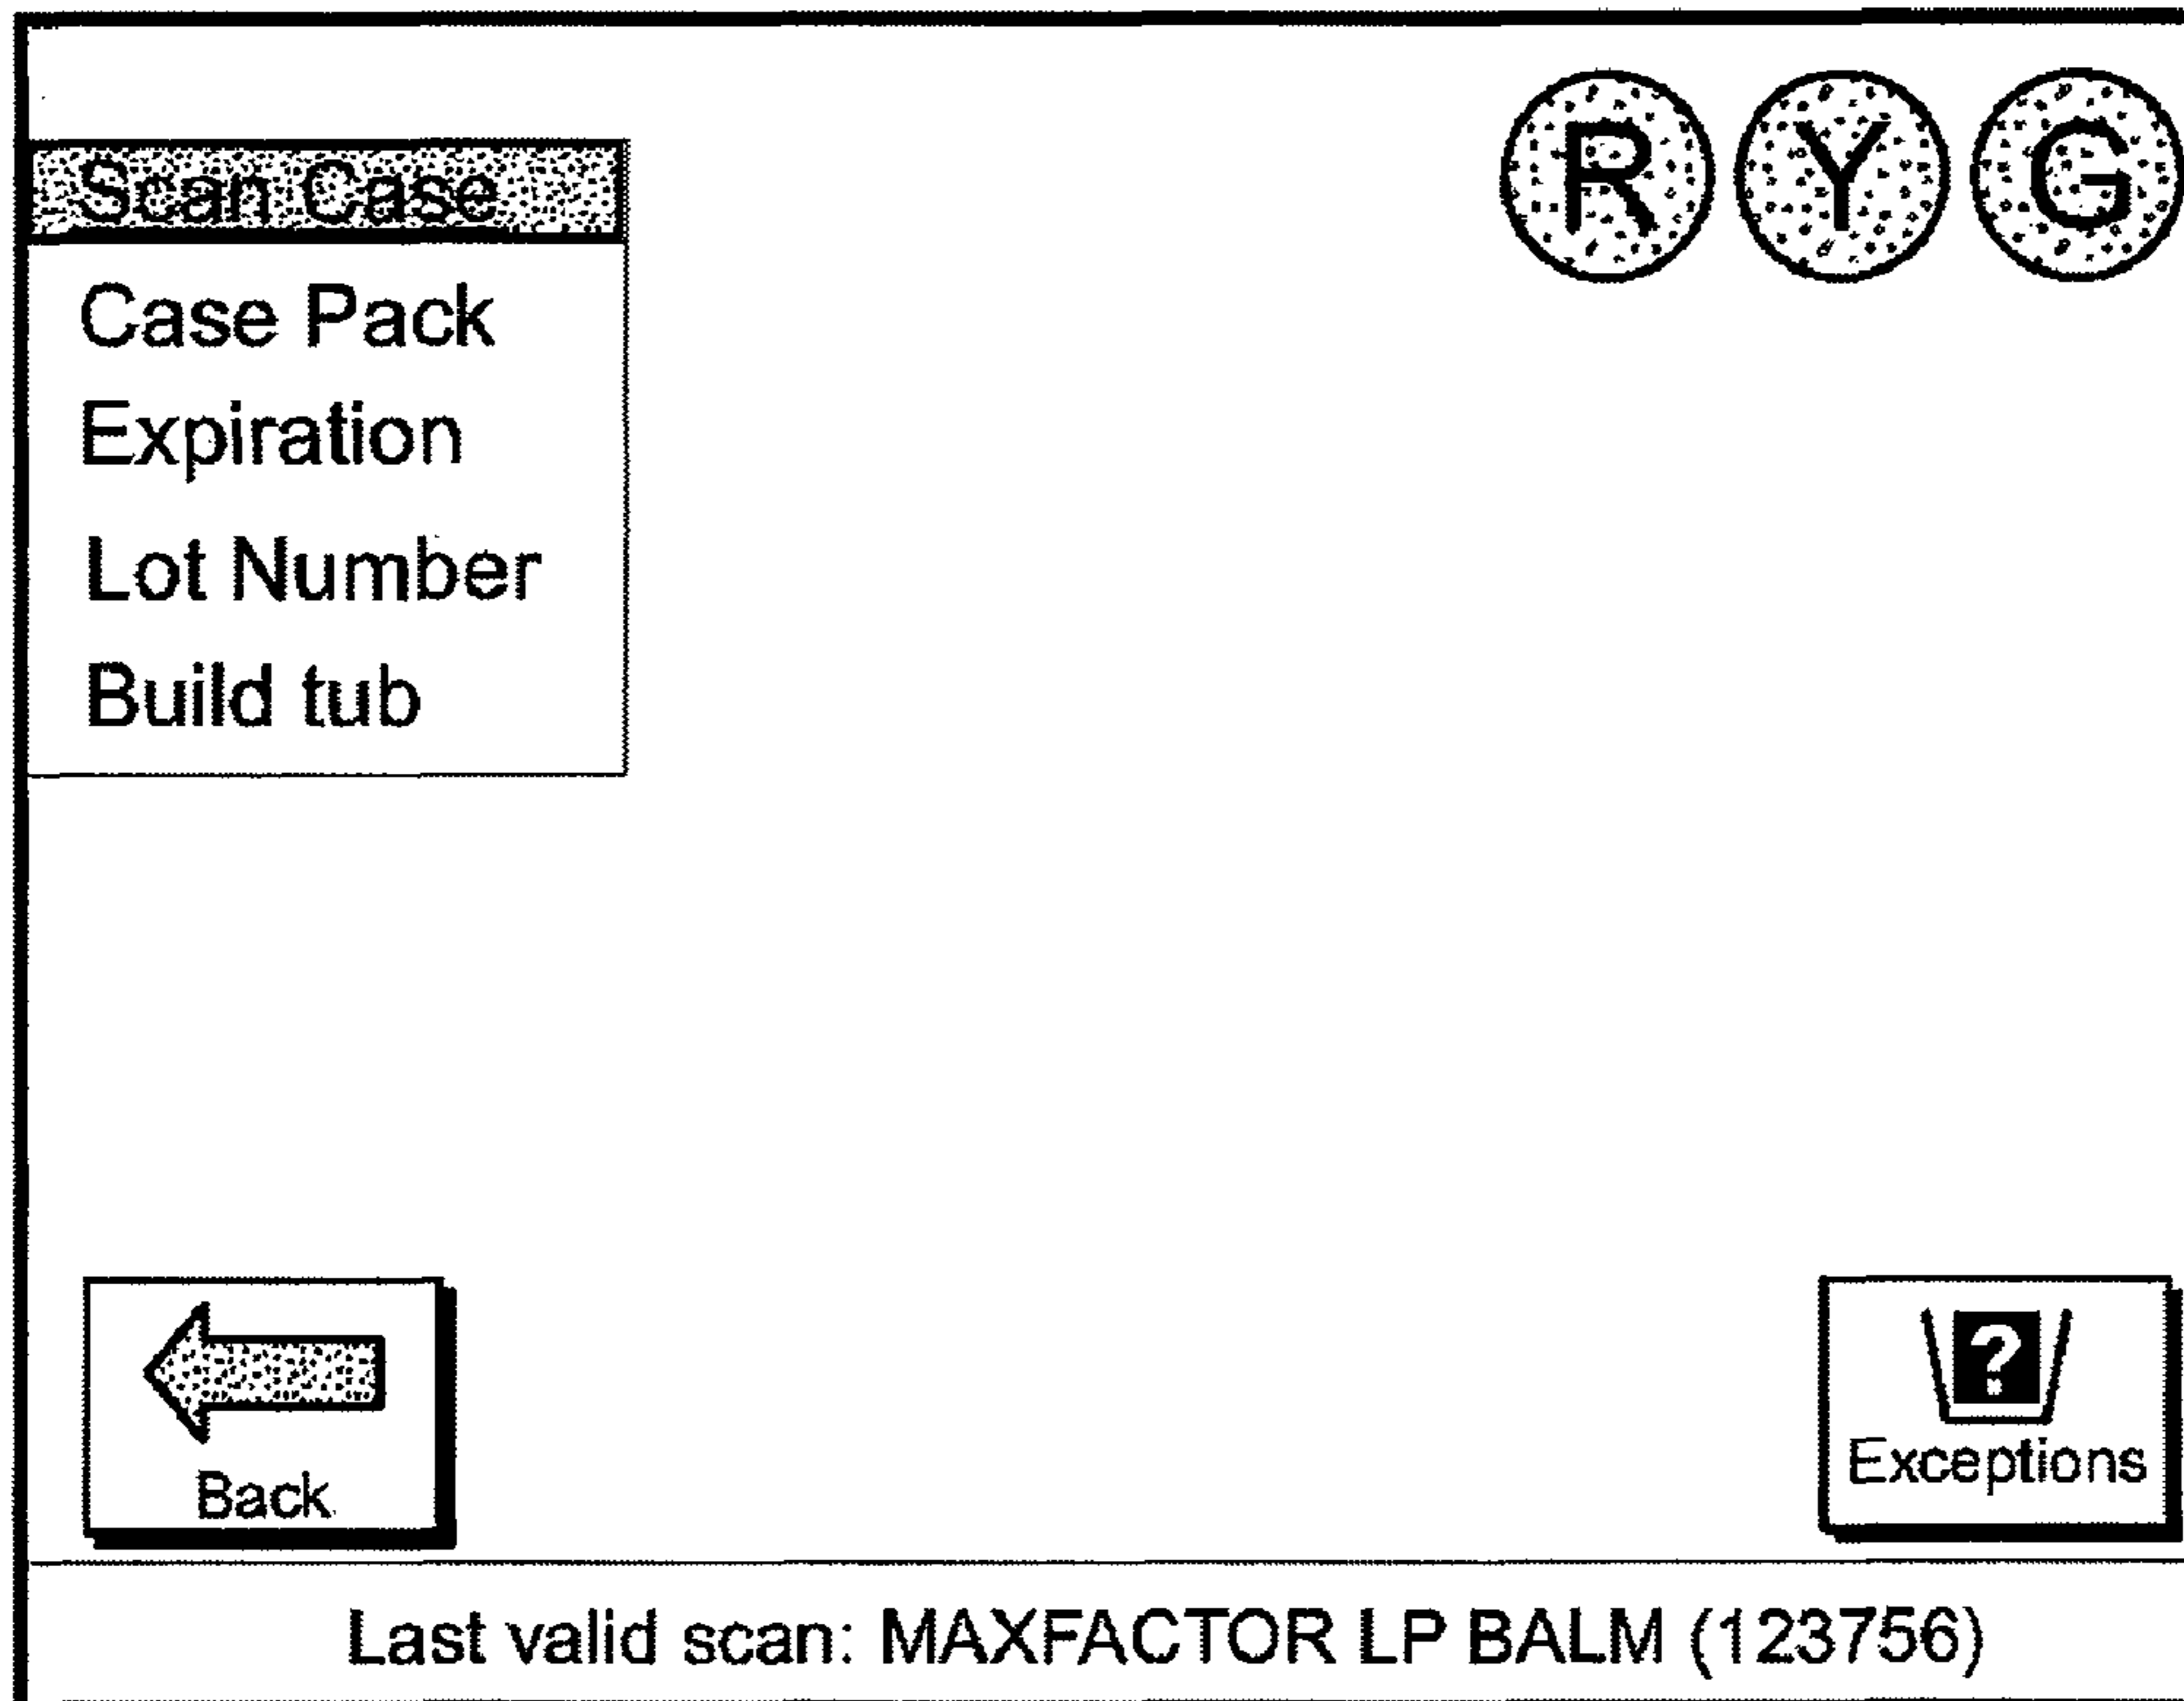 R Y G
Scan Case
Case Pack
Expiration
Lot Number
Build tub
Back
?
Exceptions
Last valid scan: MAXFACTOR LP BALM (123756)